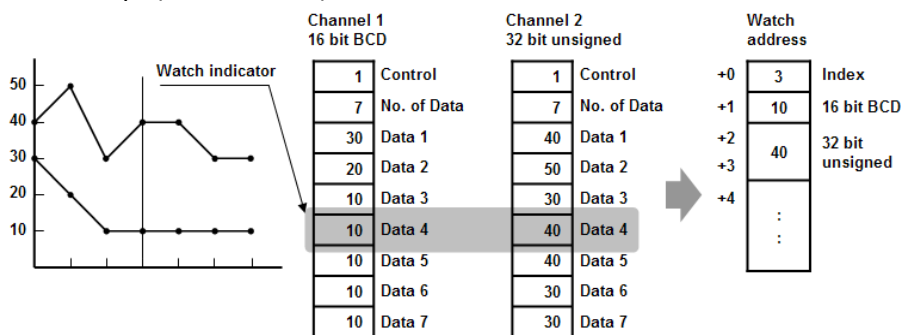 Channel 1
16 bit BCD
Channel 2
32 bit unsigned
Watch
address
Watch indicator
50
40
30
20
10
1 Control
7 No. of Data
30 Data 1
20 Data 2
10 Data 3
10 Data 4
10 Data 5
10 Data 6
10 Data 7
1 Control
7 No. of Data
40 Data 1
50 Data 2
30 Data 3
40 Data 4
40 Data 5
30 Data 6
30 Data 7
+0 3 Index
+1 10 16 bit BCD
+2
+3
40
32 bit
unsigned
+4
:
: